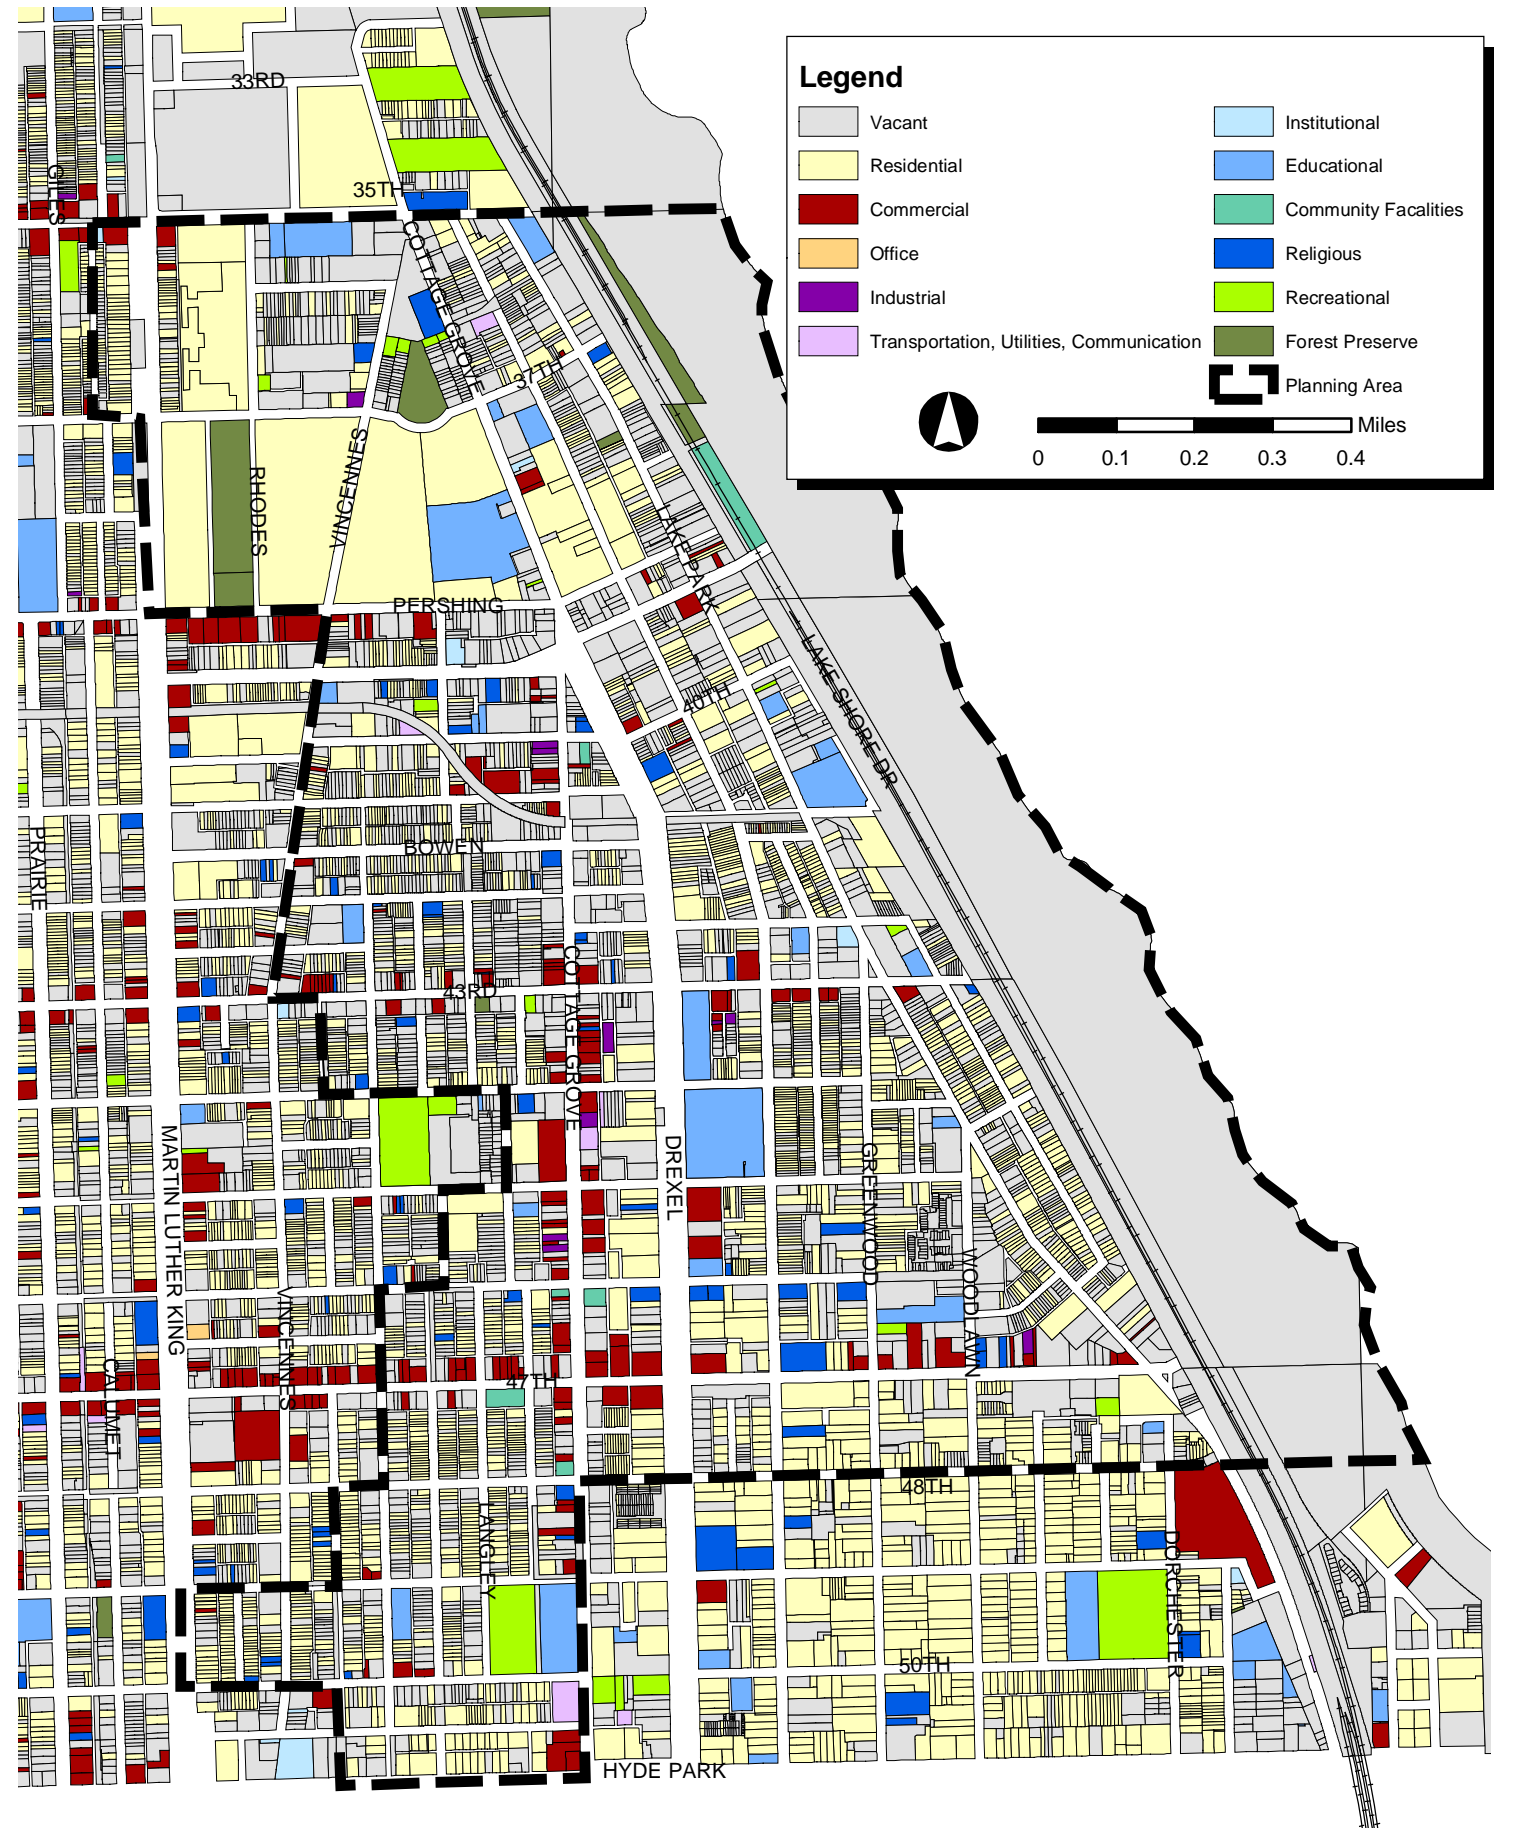 Legend
Vacant
Residential
Commercial
Office
Industrial
Transportation, Utilities, Communication
Institutional
Educational
Community Facalities
Religious
Recreational
Forest Preserve
Planning Area
Miles
0 0.1 0.2 0.3 0.4
33RD
GILES
35TH
COTTAGE GROVE
37TH
RHODES
VINCENNES
LAKE PARK
PERSHING
LAKE SHORE DR
40TH
PRAIRIE
BOWEN
43RD
COTTAGE GROVE
MARTIN LUTHER KING
DREXEL
GREENWOOD
WOODLAWN
VINCENNES
CALUMET
47TH
48TH
LANGLEY
DORCHESTER
50TH
HYDE PARK